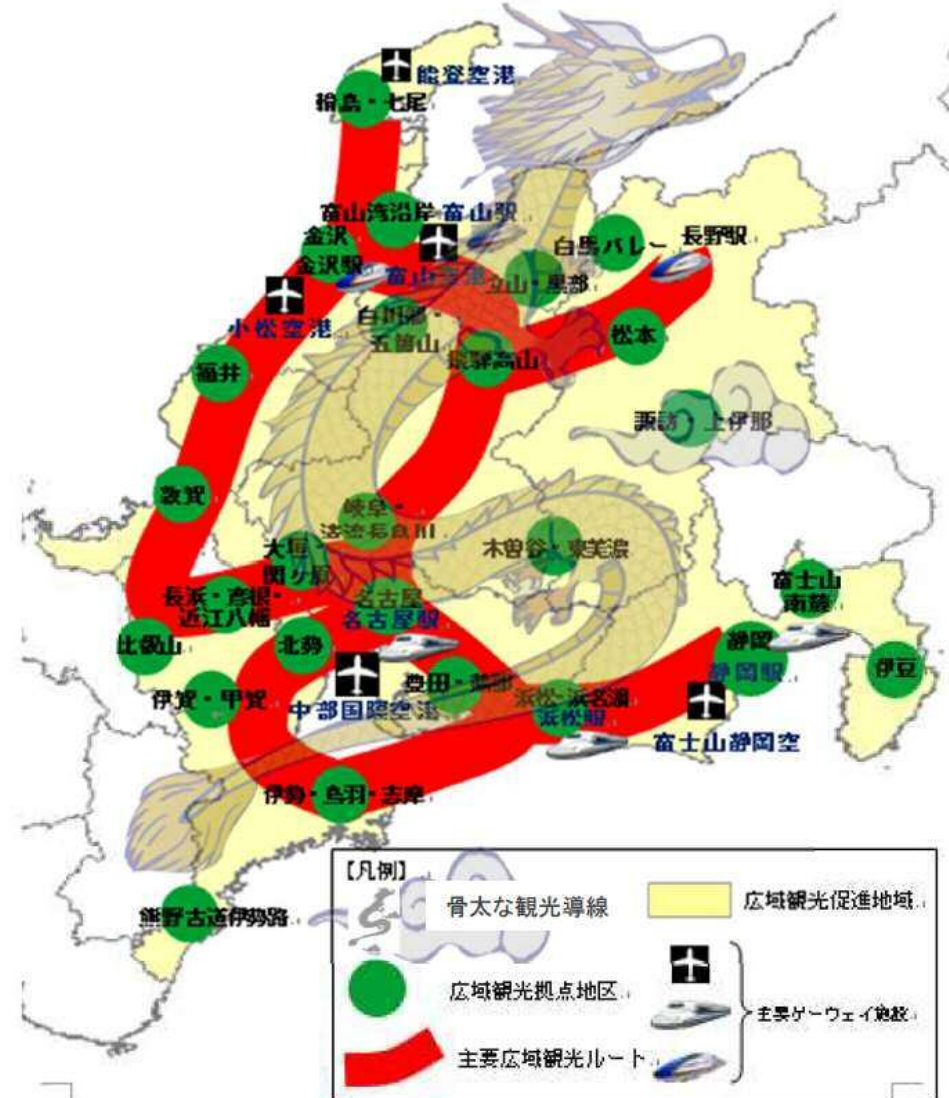 能登空港
輪島・七尾
富山湾沿岸
富山駅
金沢
金沢駅
富山空港
白馬バレー
長野駅
立山・黒部
小松空港
白川郷・
五箇山
飛騨高山
松本
福井
諏訪・上伊那
敦賀
岐阜・
清流長良川
大垣・
関ヶ原
木曽谷・東美濃
長浜・彦根・
近江八幡
名古屋
名古屋駅
富士山
南麓
比叡山
北勢
静岡
静岡駅
伊豆
伊賀・甲賀
中部国際空港
豊田・蒲郡
浜松・浜名湖
浜松駅
富士山静岡空
伊勢・鳥羽・志摩
熊野古道伊勢路
【凡例】
骨太な観光導線
広域観光促進地域
広域観光拠点地区
主要ゲーウェイ施設
主要広域観光ルート